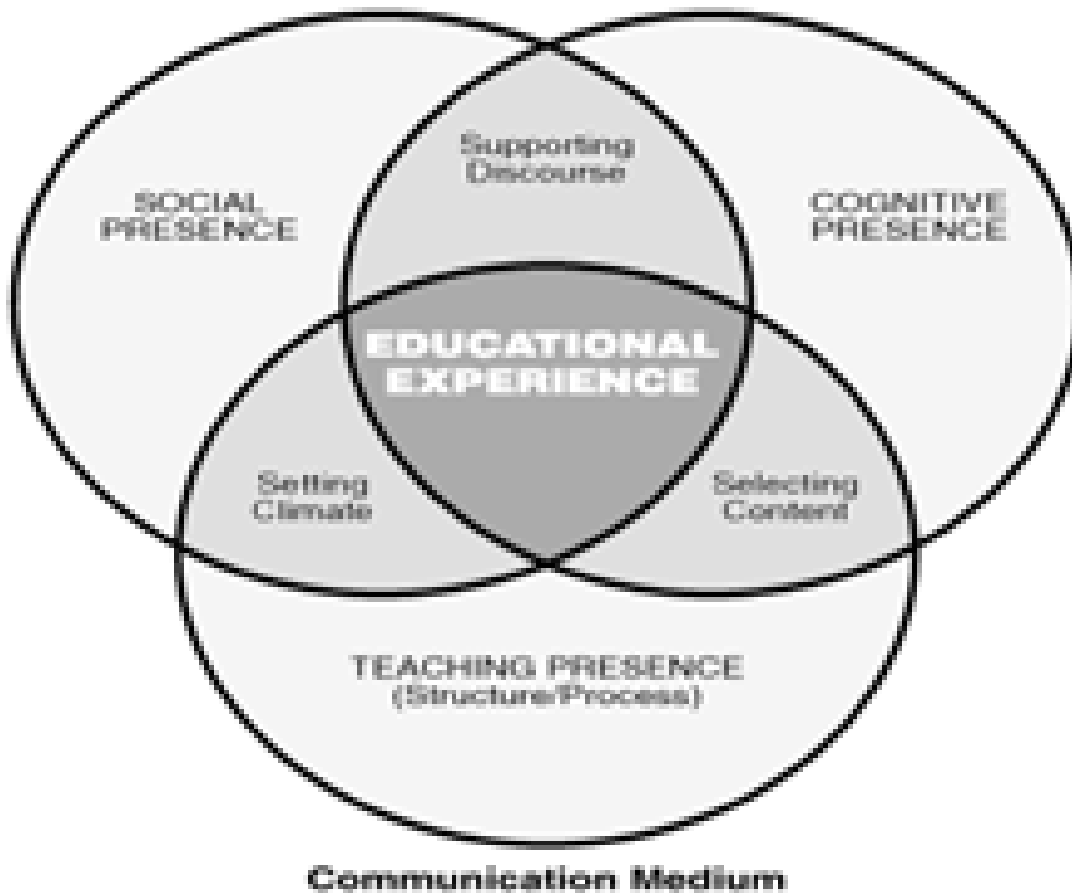 Supporting
Discourse
SOCIAL
PRESENCE
COGNITIVE
PRESENCE
EDUCATIONAL
EXPERIENCE
Setting
Climate
Selecting
Content
TEACHING PRESENCE
(Structure/Process)
Communication Medium